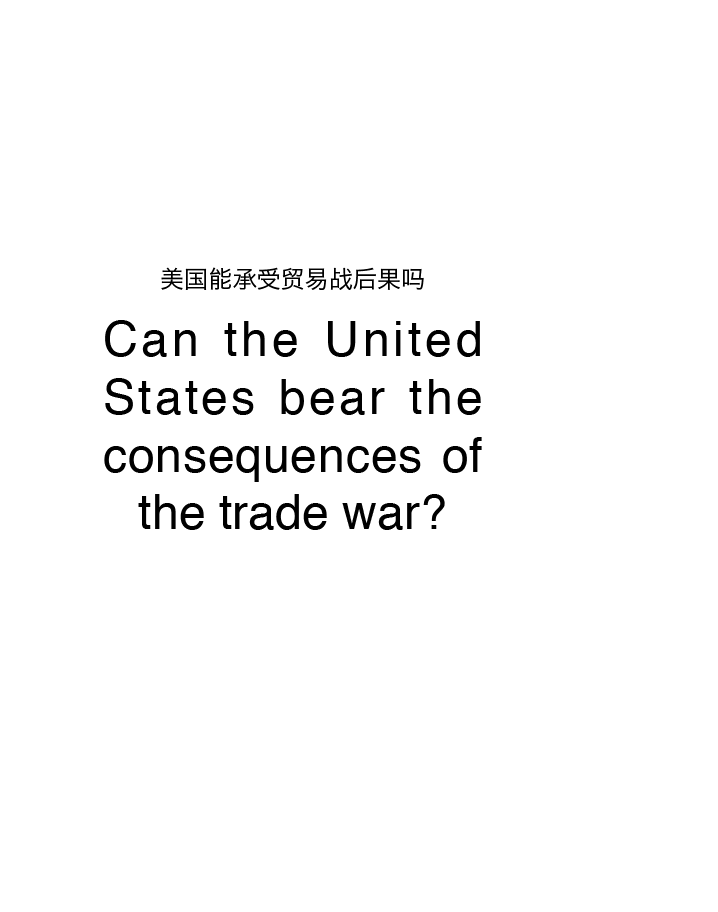 美国能承受贸易战后果吗
Can the United
States bear the
consequences of
the trade war?